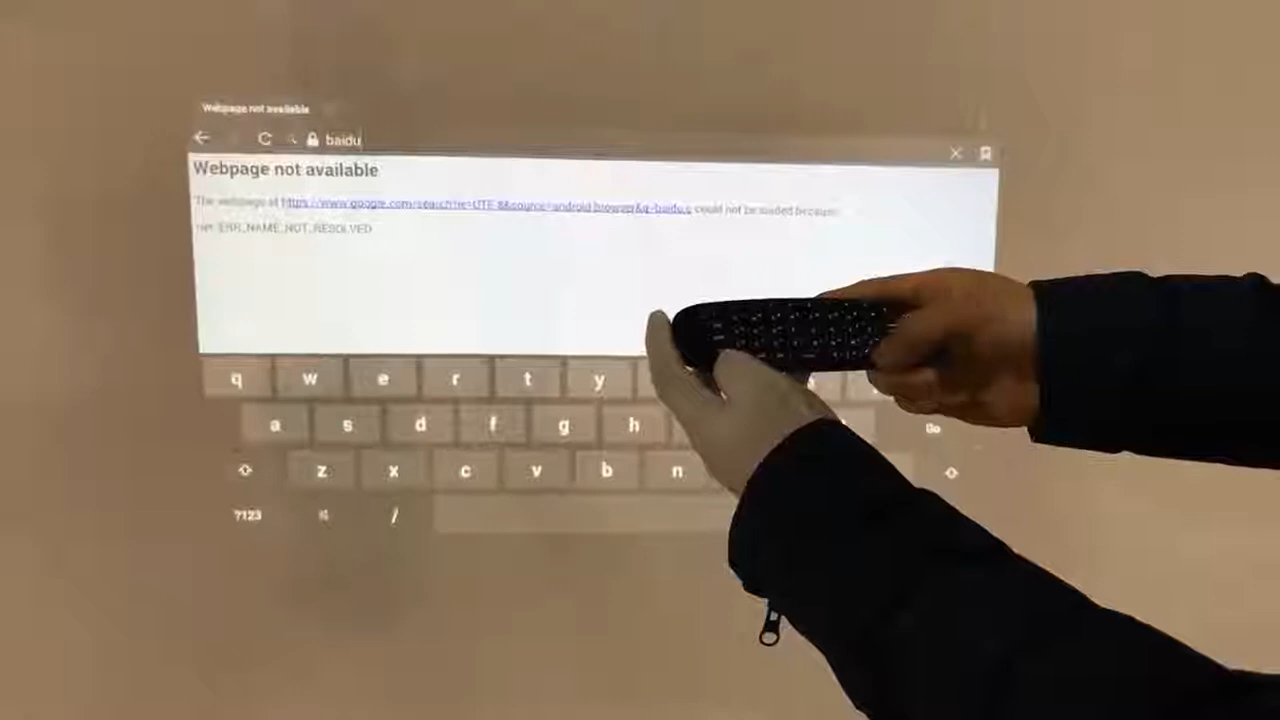 Webpage not available
baidu
Webpage not available
The webpage at https://www.google.com/search?ie=UTF-8&source=android-browser&q=baidu.c could not be loaded because:
net::ERR_NAME_NOT_RESOLVED
q w e r t y
a s d f g h
Go
z x c v b n
?123 /